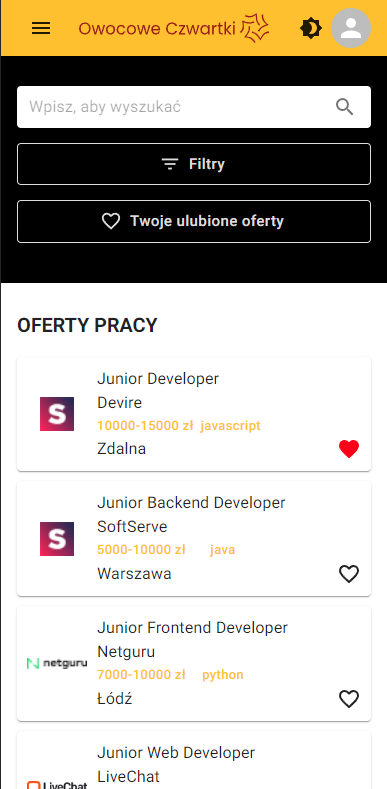 Owocowe Czwartki
Wpisz, aby wyszukać
Filtry
Twoje ulubione oferty
OFERTY PRACY
S
Junior Developer
Devire
10000-15000 zł javascript
Zdalna
S
Junior Backend Developer
SoftServe
5000-10000 zł java
Warszawa
netguru
Junior Frontend Developer
Netguru
7000-10000 zł python
Łódź
LiveChat
Junior Web Developer
LiveChat